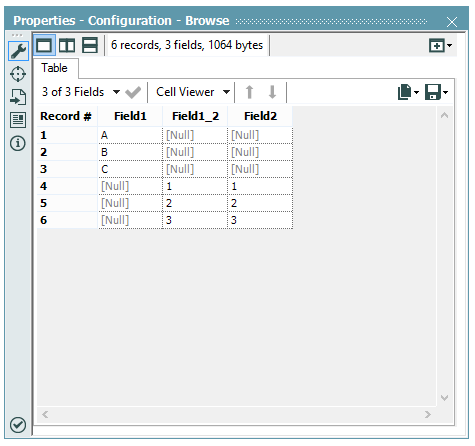 Properties - Configuration - Browse
6 records, 3 fields, 1064 bytes
Table
3 of 3 Fields Cell Viewer
Record # Field1 Field1_2 Field2
1 A [Null] [Null]
2 B [Null] [Null]
3 C [Null] [Null]
4 [Null] 1 1
5 [Null] 2 2
6 [Null] 3 3